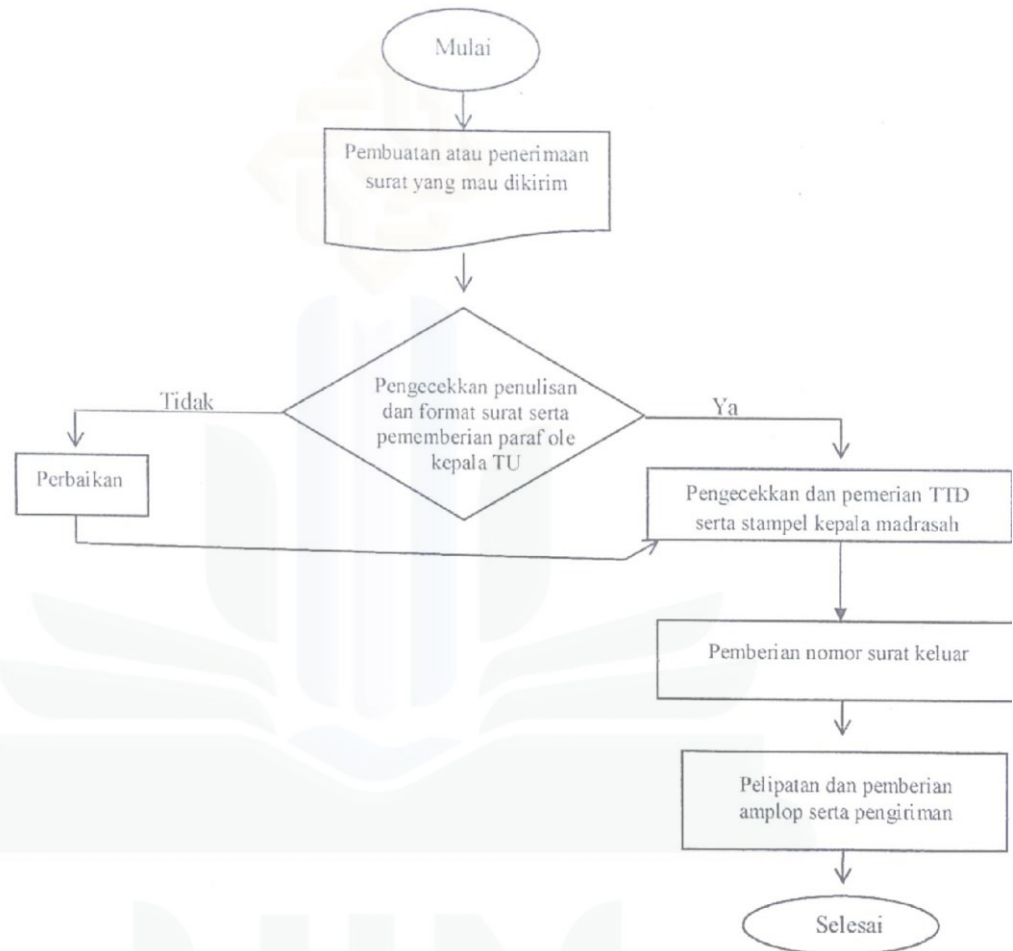 Mulai
Pembuatan atau penerimaan
surat yang mau dikirim
Pengecekkan penulisan
dan format surat serta
pememberian paraf ole
kepala TU
Tidak
Ya
Perbaikan
Pengecekkan dan pemerian TTD
serta stampel kepala madrasah
Pemberian nomor surat keluar
Pelipatan dan pemberian
amplop serta pengiriman
Selesai